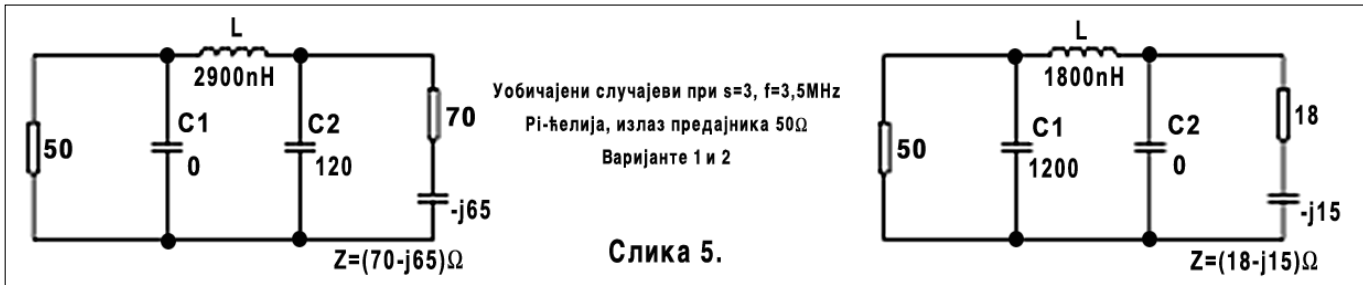 L
2900nH
50
C1
0
C2
120
70
-j65
Z=(70-j65)Ω
Уобичајени случајеви при s=3, f=3,5MHz
Pi-ћелија, излаз предајника 50Ω
Варијанте 1 и 2
Слика 5.
L
1800nH
50
C1
1200
C2
0
18
-j15
Z=(18-j15)Ω